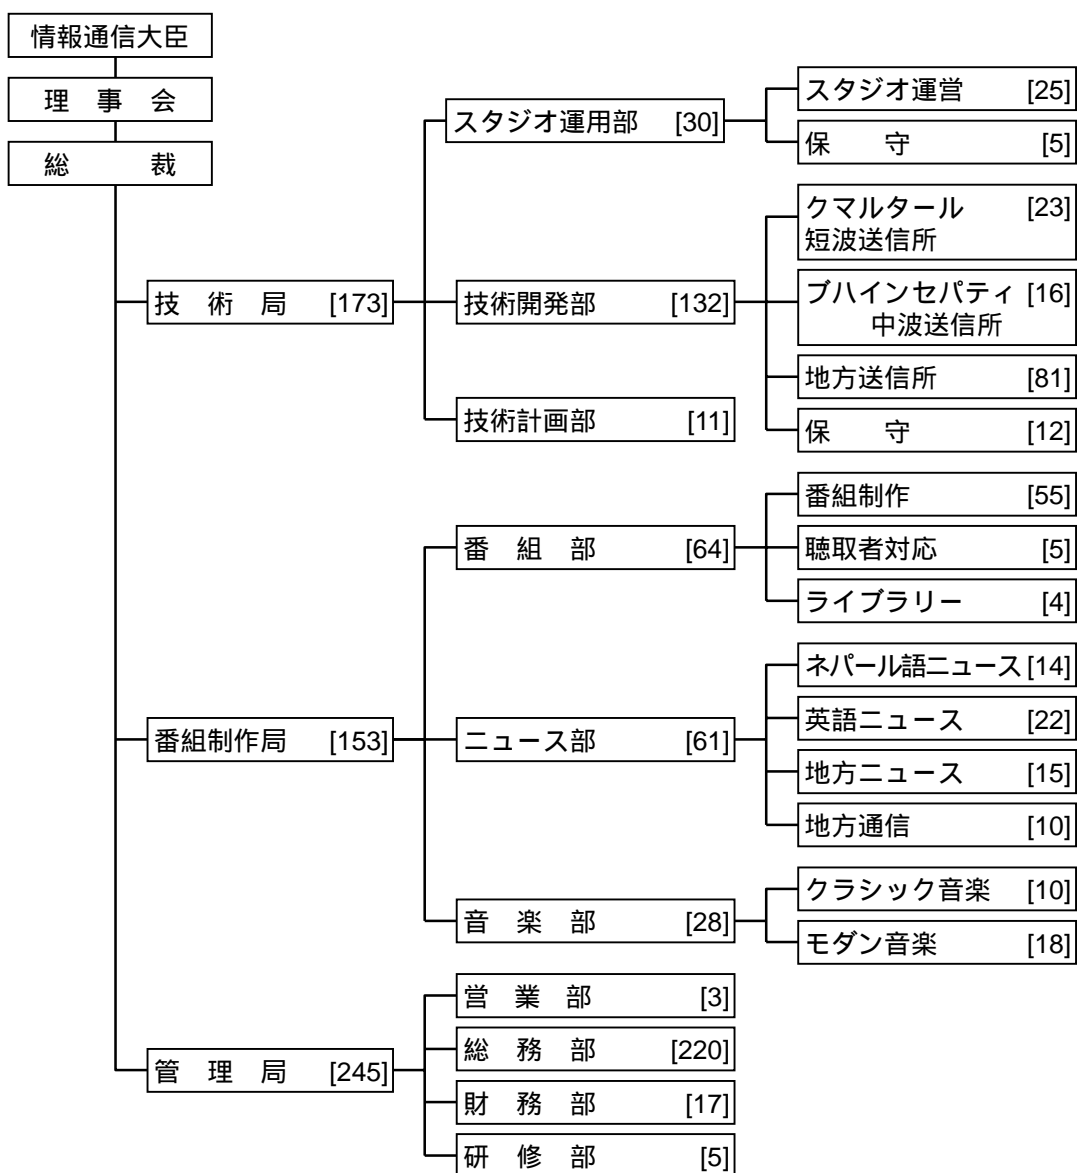 情報通信大臣
理事会
総裁
技術局 [173]
スタジオ運用部 [30]
スタジオ運営 [25]
保守 [5]
技術開発部 [132]
クマルタール [23]
短波送信所
ブハインセパティ [16]
中波送信所
地方送信所 [81]
保守 [12]
技術計画部 [11]
番組制作局 [153]
番組部 [64]
番組制作 [55]
聴取者対応 [5]
ライブラリー [4]
ニュース部 [61]
ネパール語ニュース [14]
英語ニュース [22]
地方ニュース [15]
地方通信 [10]
音楽部 [28]
クラシック音楽 [10]
モダン音楽 [18]
管理局 [245]
営業部 [3]
総務部 [220]
財務部 [17]
研修部 [5]